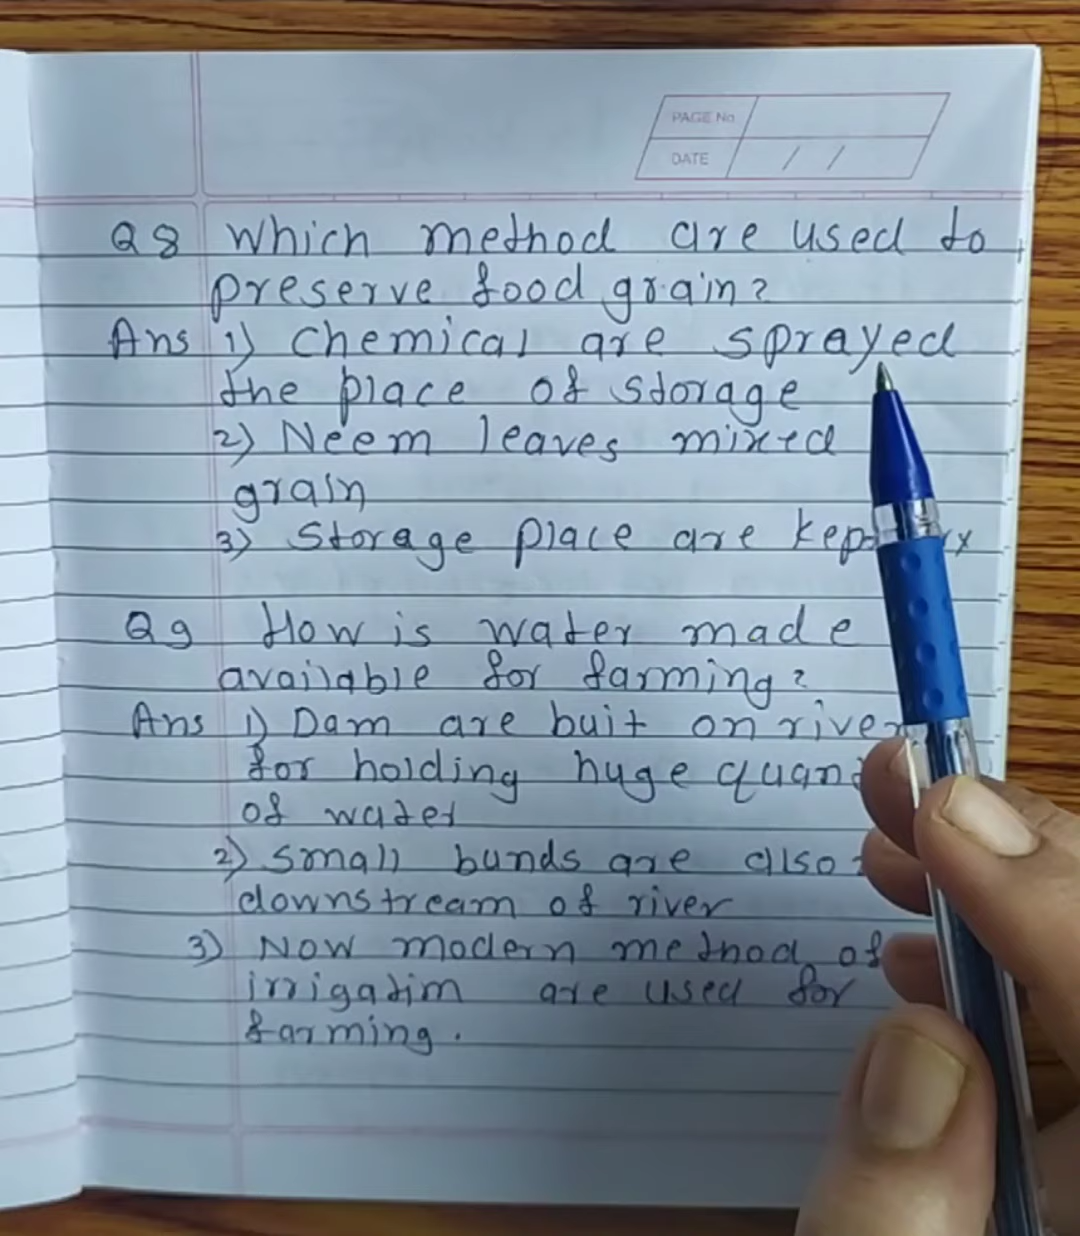 PAGE No
DATE / /
Q8 Which method are used to
preserve food grain?
Ans 1) Chemical are sprayed
the place of storage
2) Neem leaves mixed
grain
3) Storage place are
Q9 How is water made
available for farming?
Ans 1) Dam are buit on river
for holding huge
of water
2) Small bunds are also
downstream of river
3) Now modern method of
irrigatim are used for
farming.